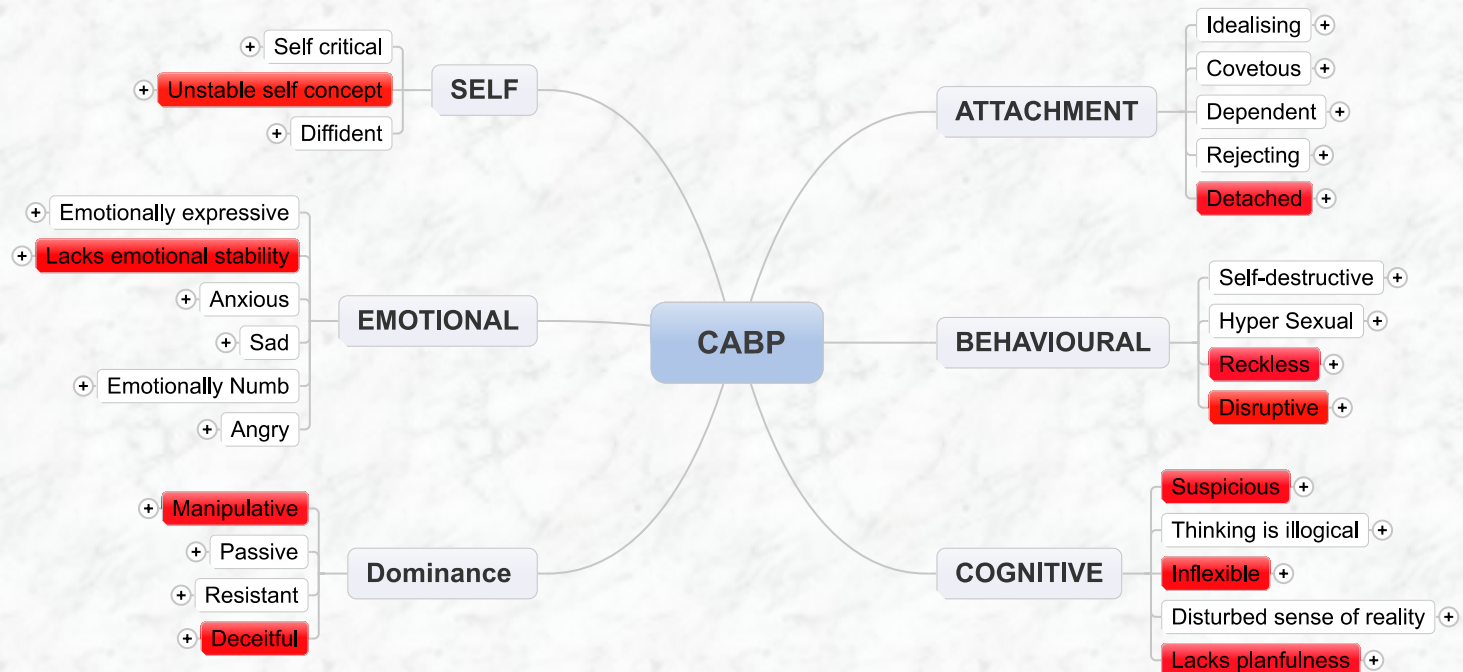 CABP
SELF
Self critical
Unstable self concept
Diffident
EMOTIONAL
Emotionally expressive
Lacks emotional stability
Anxious
Sad
Emotionally Numb
Angry
Dominance
Manipulative
Passive
Resistant
Deceitful
ATTACHMENT
Idealising
Covetous
Dependent
Rejecting
Detached
BEHAVIOURAL
Self-destructive
Hyper Sexual
Reckless
Disruptive
COGNITIVE
Suspicious
Thinking is illogical
Inflexible
Disturbed sense of reality
Lacks planfulness